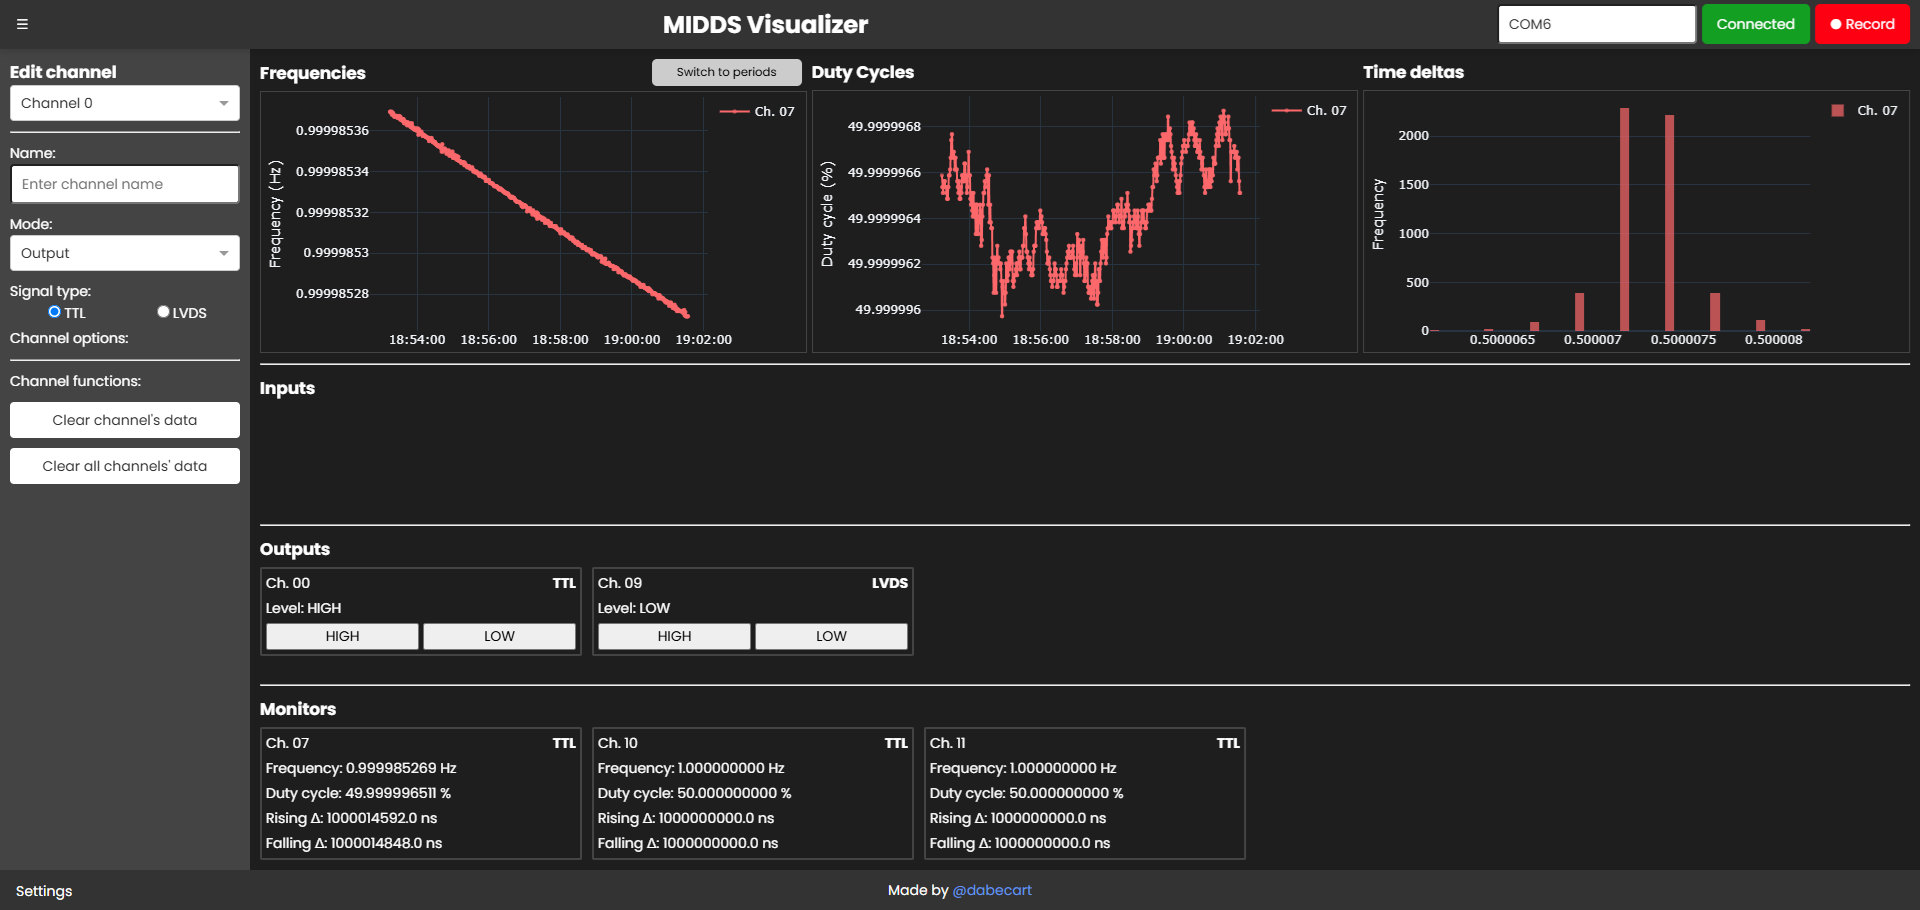 ☰
MIDDS Visualizer
COM6
Connected
Record
Edit channel
Channel 0
Name:
Enter channel name
Mode:
Output
Signal type:
TTL
LVDS
Channel options:
Channel functions:
Clear channel's data
Clear all channels' data
Frequencies
Switch to periods
Ch. 07
Frequency (Hz)
0.99998536
0.99998534
0.99998532
0.9999853
0.99998528
18:54:00 18:56:00 18:58:00 19:00:00 19:02:00
Duty Cycles
Ch. 07
Duty cycle (%)
49.9999968
49.9999966
49.9999964
49.9999962
49.999996
18:54:00 18:56:00 18:58:00 19:00:00 19:02:00
Time deltas
Ch. 07
Frequency
2000
1500
1000
500
0
0.5000065 0.500007 0.5000075 0.500008
Inputs
Outputs
Ch. 00 TTL
Level: HIGH
HIGH LOW
Ch. 09 LVDS
Level: LOW
HIGH LOW
Monitors
Ch. 07 TTL
Frequency: 0.999985269 Hz
Duty cycle: 49.999996511 %
Rising Δ: 1000014592.0 ns
Falling Δ: 1000014848.0 ns
Ch. 10 TTL
Frequency: 1.000000000 Hz
Duty cycle: 50.000000000 %
Rising Δ: 1000000000.0 ns
Falling Δ: 1000000000.0 ns
Ch. 11 TTL
Frequency: 1.000000000 Hz
Duty cycle: 50.000000000 %
Rising Δ: 1000000000.0 ns
Falling Δ: 1000000000.0 ns
Settings
Made by @dabecart